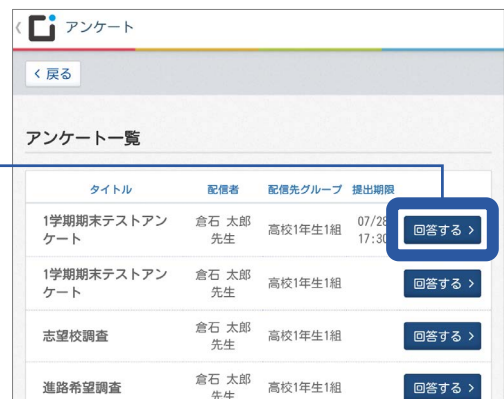 アンケート
戻る
アンケート一覧
タイトル 配信者 配信先グループ 提出期限
1学期期末テストアン
ケート
倉石 太郎
先生
高校1年生1組
07/28
17:30
回答する
1学期期末テストアン
ケート
倉石 太郎
先生
高校1年生1組
回答する
志望校調査
倉石 太郎
先生
高校1年生1組
回答する
進路希望調査
倉石 太郎
先生
高校1年生1組
回答する